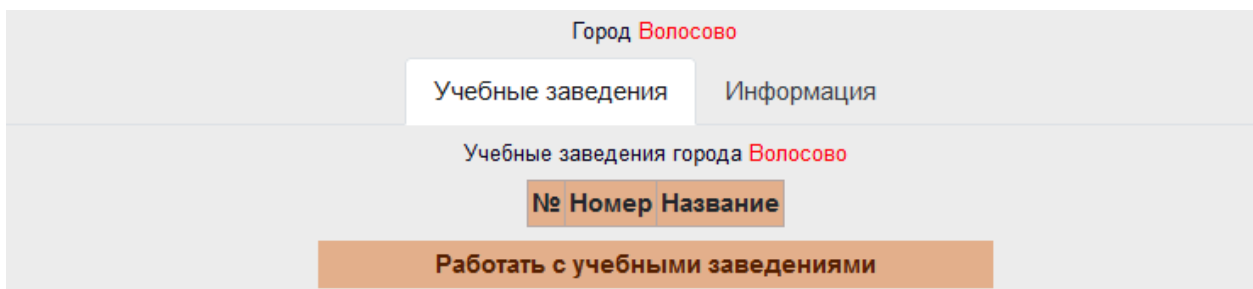 Город Волосово
Учебные заведения Информация
Учебные заведения города Волосово
№ Номер Название
Работать с учебными заведениями